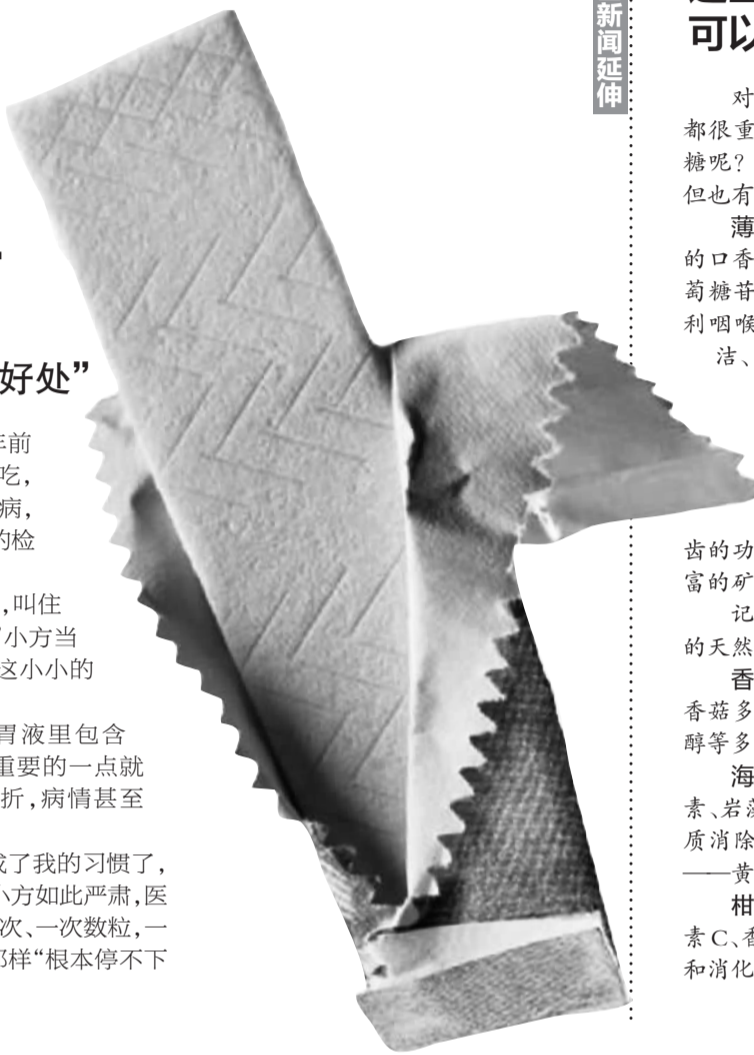 好处”
年前
吃，
病，
的检
，叫住
小方当
这小小的
胃液里包含
重要的一点就
折，病情甚至
成了我的习惯了，
小方如此严肃，医
次、一次数粒，一
那样“根本停不下
新闻延伸
可以
对
都很重
糖呢？
但也有
薄
的口香
萄糖苷
利咽喉
洁、
齿的功
富的矿
记
的天然
香
香菇多
醇等多
海
素、岩藻
质消除
——黄
柑
素C、香
和消化